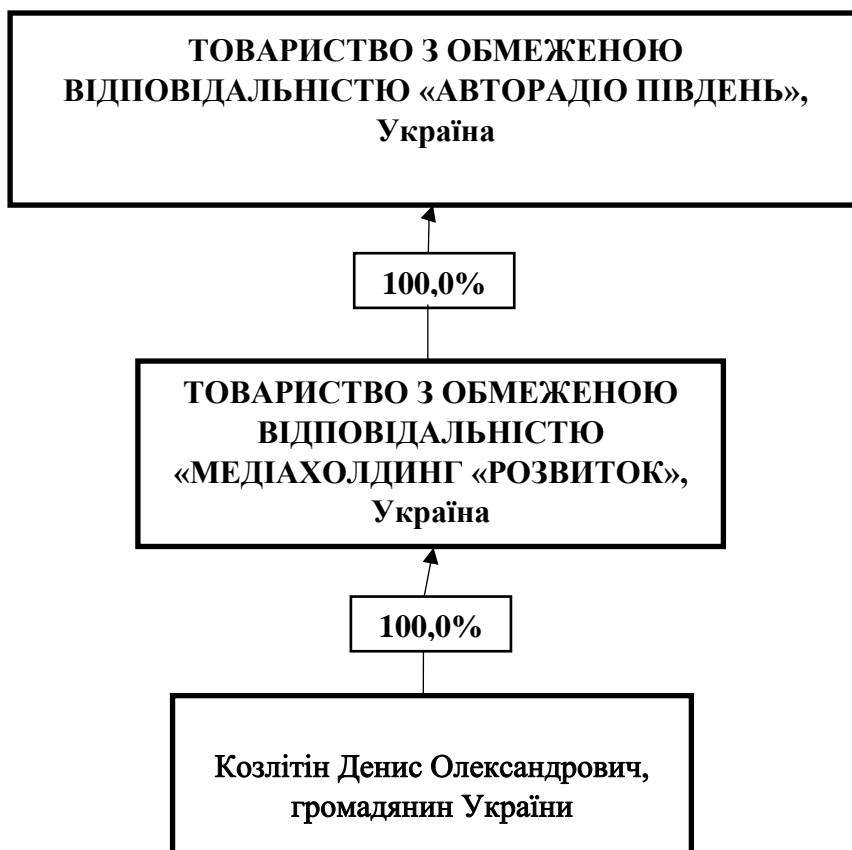 ТОВАРИСТВО З ОБМЕЖЕНОЮ
ВІДПОВІДАЛЬНІСТЮ «АВТОРАДІО ПІВДЕНЬ»,
Україна
100,0%
ТОВАРИСТВО З ОБМЕЖЕНОЮ
ВІДПОВІДАЛЬНІСТЮ
«МЕДІАХОЛДИНГ «РОЗВИТОК»,
Україна
100,0%
Козлітін Денис Олександрович,
громадянин України